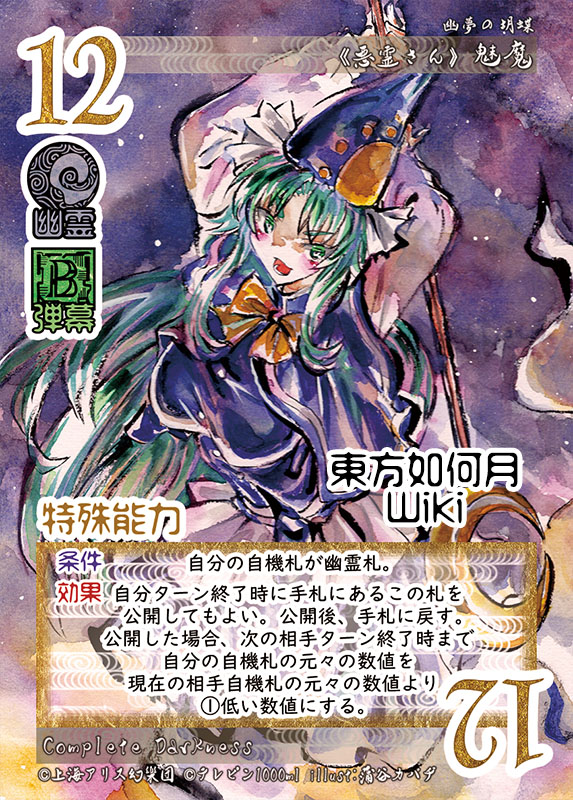 幽夢の胡蝶
12
《悪霊さん》 魅魔
幽霊
B
弾幕
東方如何月
Wiki
特殊能力
条件 自分の自機札が幽霊札。
効果 自分ターン終了時に手札にあるこの札を
公開してもよい。公開後、手札に戻す。
公開した場合、次の相手ターン終了時まで
自分の自機札の元々の数値を
現在の相手自機札の元々の数値より
①低い数値にする。
12
Complete Darkness
©上海アリス幻樂団 ©テレピン1000ml /illust:蒲谷カバヂ